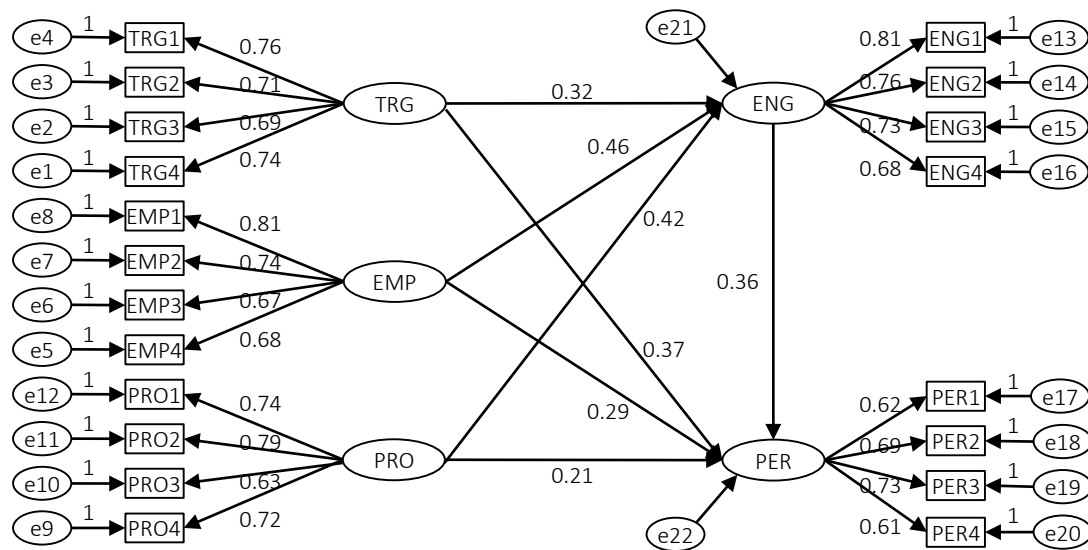 e4 1 TRG1 0.76
e3 1 TRG2 0.71
e2 1 TRG3 0.69
e1 1 TRG4 0.74
TRG
e8 1 EMP1 0.81
e7 1 EMP2 0.74
e6 1 EMP3 0.67
e5 1 EMP4 0.68
EMP
e12 1 PRO1 0.74
e11 1 PRO2 0.79
e10 1 PRO3 0.63
e9 1 PRO4 0.72
PRO
0.32
0.46
0.42
0.36
0.37
0.29
0.21
e21
ENG
0.81 ENG1 1 e13
0.76 ENG2 1 e14
0.73 ENG3 1 e15
0.68 ENG4 1 e16
PER
e22
0.62 PER1 1 e17
0.69 PER2 1 e18
0.73 PER3 1 e19
0.61 PER4 1 e20